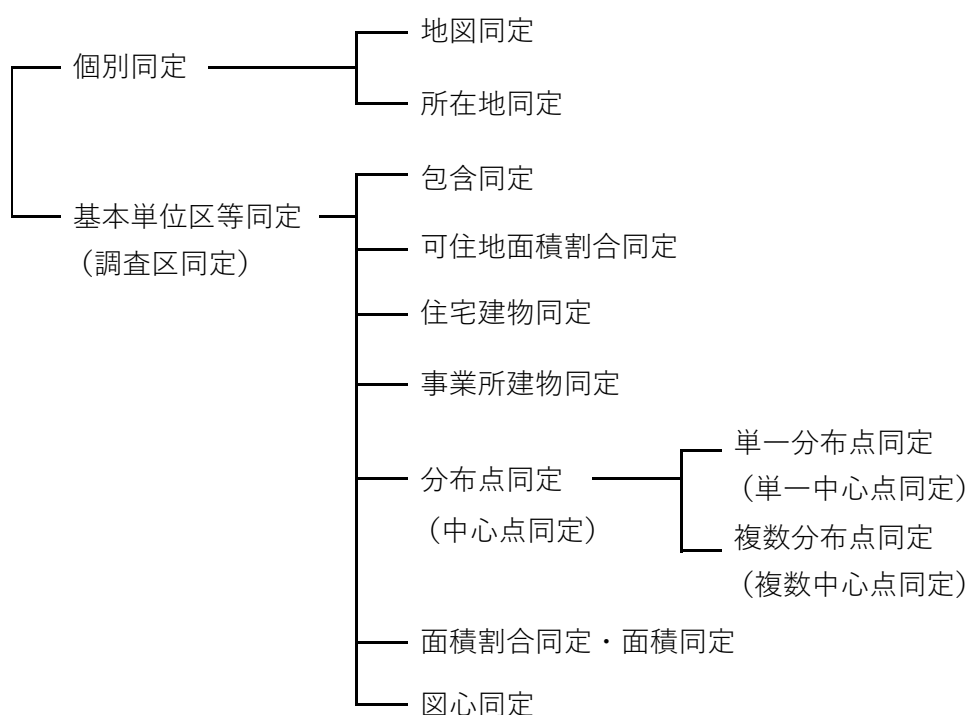 個別同定
地図同定
所在地同定
基本単位区等同定
（調査区同定）
包含同定
可住地面積割合同定
住宅建物同定
事業所建物同定
分布点同定
（中心点同定）
単一分布点同定
（単一中心点同定）
複数分布点同定
（複数中心点同定）
面積割合同定・面積同定
図心同定